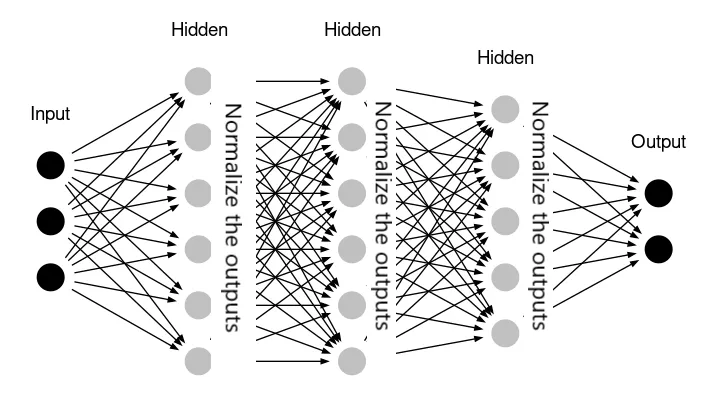 Hidden
Hidden
Hidden
Input
Output
Normalize the outputs
Normalize the outputs
Normalize the outputs